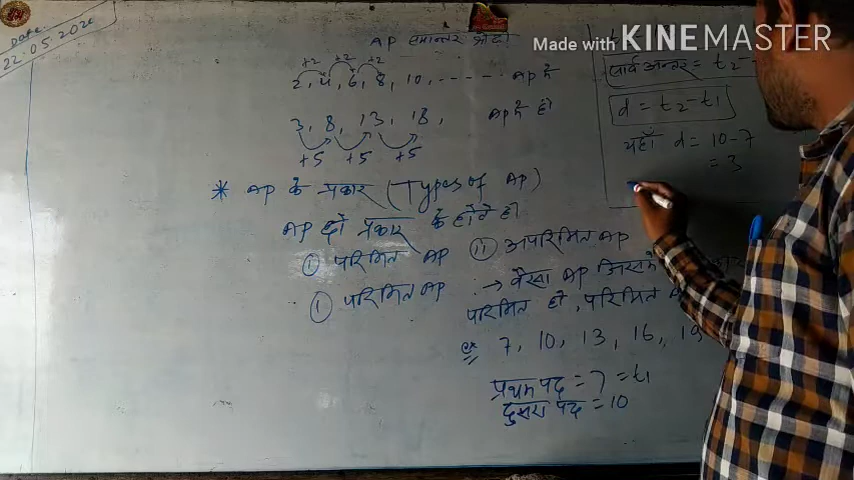 Date
22.05.2020
AP समान्तर श्रेढी
Made with KINEMASTER
+2 +2 +2
2, 4, 6, 8, 10, ------ AP है
3, 8, 13, 18, AP है।
+5 +5 +5
* AP के प्रकार (Types of AP)
AP दो प्रकार के होते है।
① परिमित AP ⑪ अपरिमित AP
① परिमित AP
→ वैसा AP जिसमें
परिमित हो, परिमित
ex 7, 10, 13, 16, 19
प्रथम पद = 7 = t₁
दुसरा पद = 10
सार्व अन्तर = t₂ -
d = t₂ - t₁
यहाँ d = 10 - 7
= 3